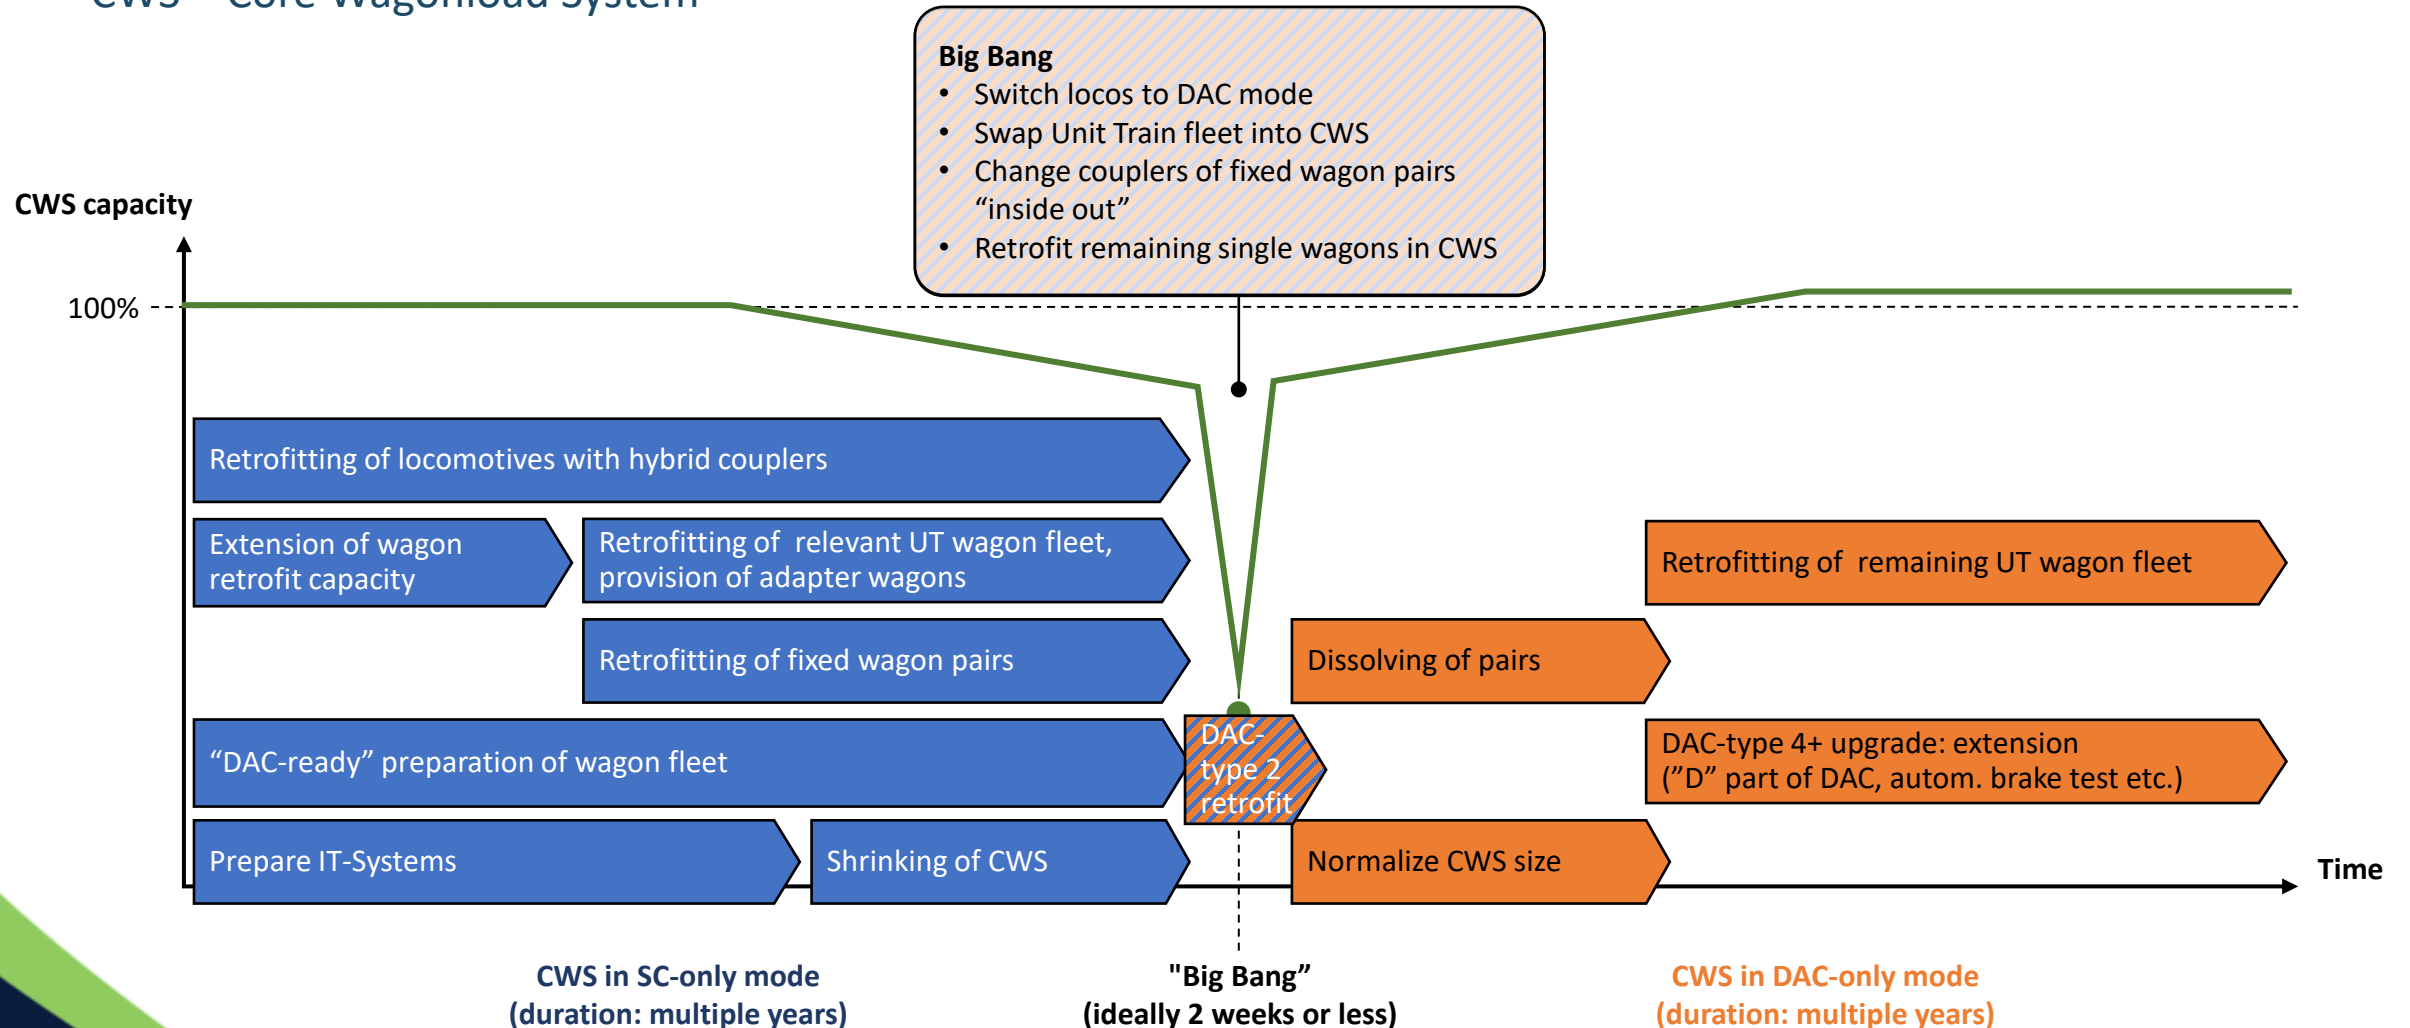 CWS = Core Wagonload System
Big Bang
• Switch locos to DAC mode
• Swap Unit Train fleet into CWS
• Change couplers of fixed wagon pairs
“inside out”
• Retrofit remaining single wagons in CWS
CWS capacity
100%
Retrofitting of locomotives with hybrid couplers
Extension of wagon
retrofit capacity
Retrofitting of relevant UT wagon fleet,
provision of adapter wagons
Retrofitting of remaining UT wagon fleet
Retrofitting of fixed wagon pairs
Dissolving of pairs
“DAC-ready” preparation of wagon fleet
DAC-
type 2
retrofit
DAC-type 4+ upgrade: extension
(”D” part of DAC, autom. brake test etc.)
Prepare IT-Systems
Shrinking of CWS
Normalize CWS size
Time
CWS in SC-only mode
(duration: multiple years)
"Big Bang”
(ideally 2 weeks or less)
CWS in DAC-only mode
(duration: multiple years)